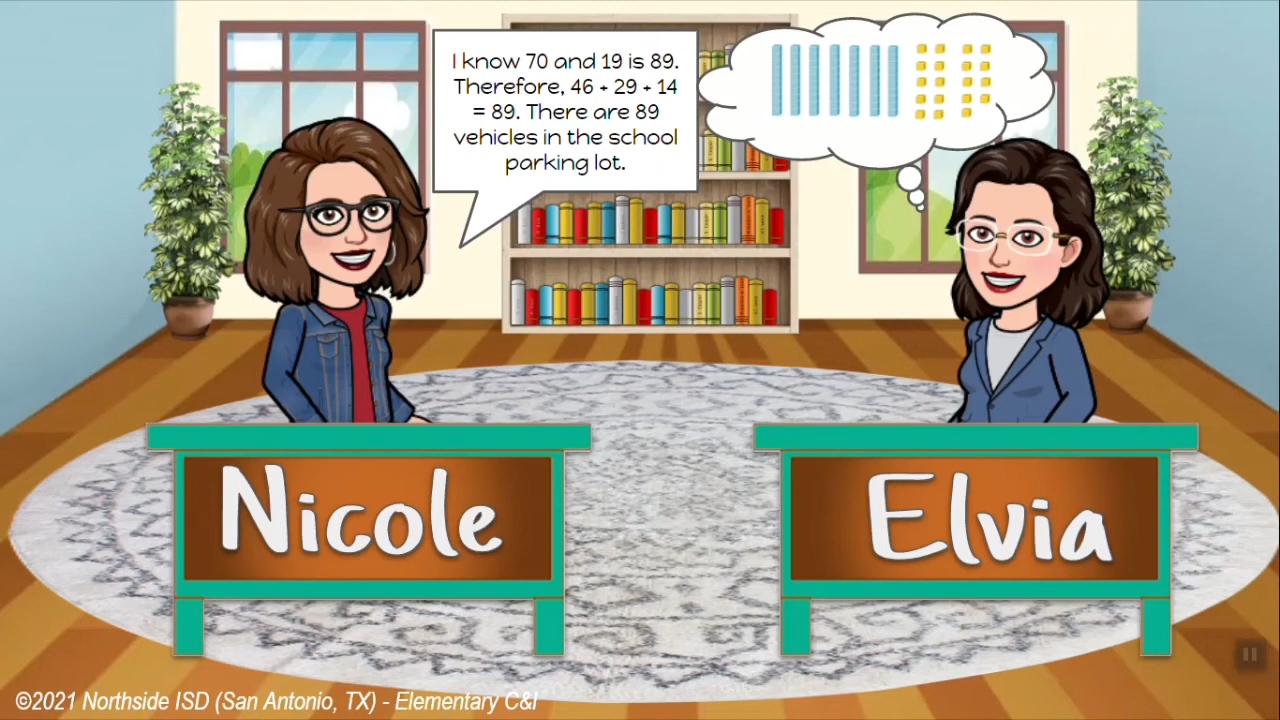 I know 70 and 19 is 89.
Therefore, 46 + 29 + 14
= 89. There are 89
vehicles in the school
parking lot.
Nicole
Elvia
©2021 Northside ISD (San Antonio, TX) - Elementary C&I